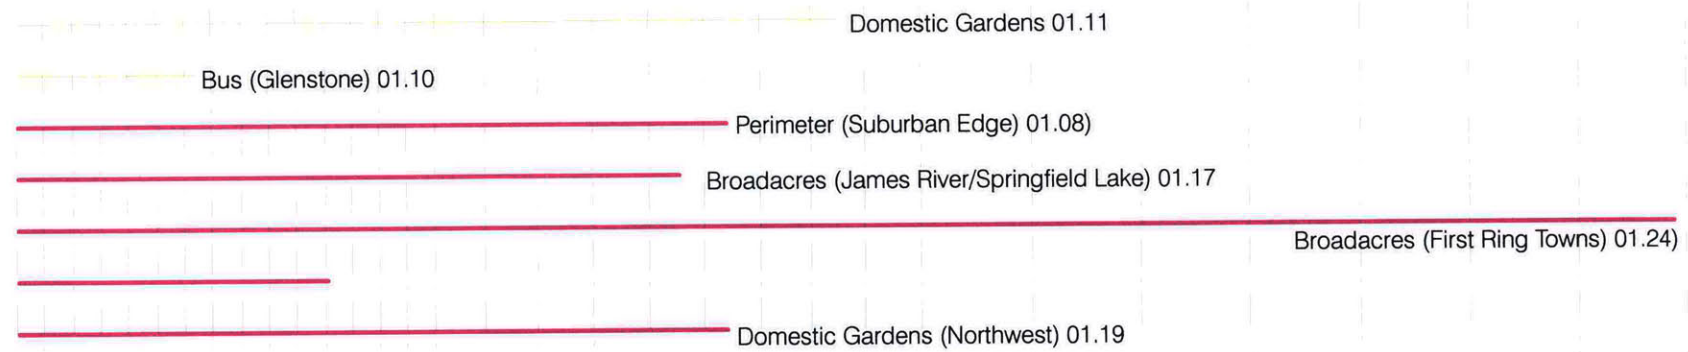 Domestic Gardens 01.11
Bus (Glenstone) 01.10
Perimeter (Suburban Edge) 01.08)
Broadacres (James River/Springfield Lake) 01.17
Broadacres (First Ring Towns) 01.24)
Domestic Gardens (Northwest) 01.19